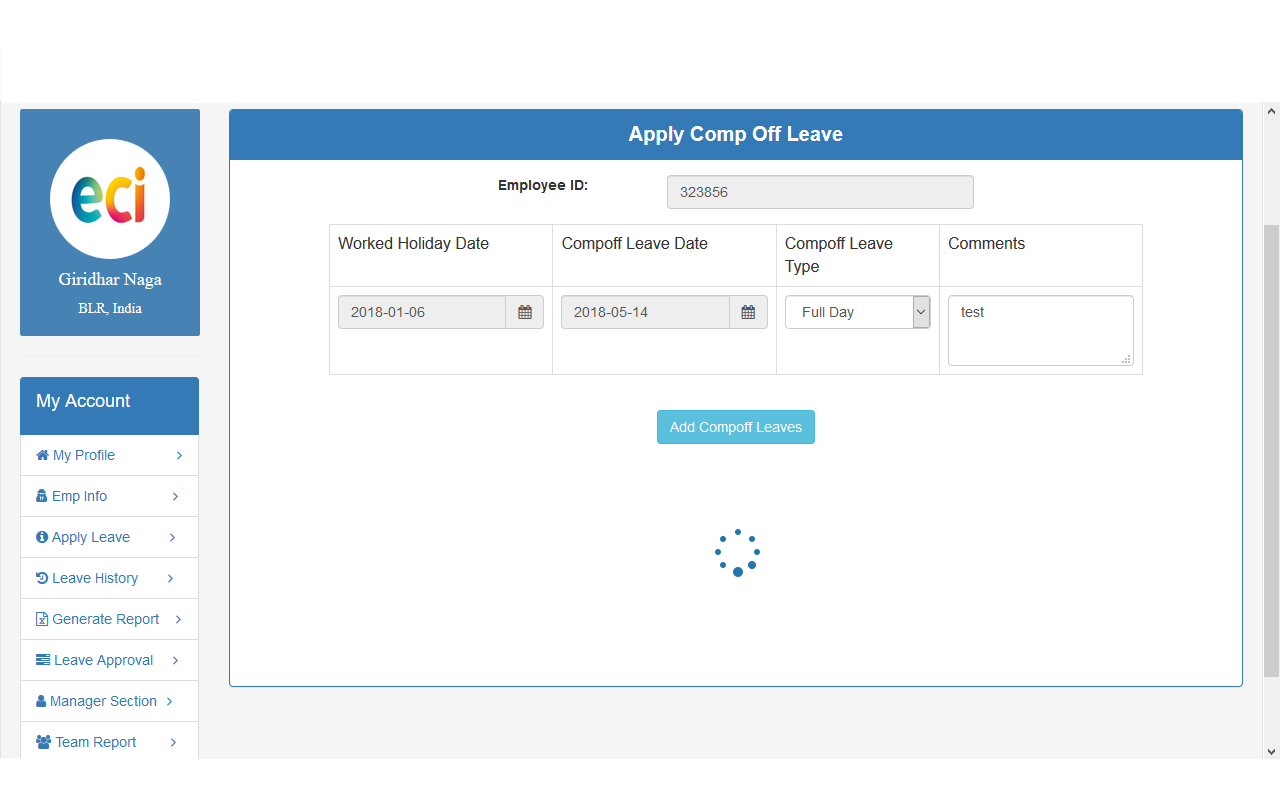 eci
Giridhar Naga
BLR, India
My Account
My Profile
Emp Info
Apply Leave
Leave History
Generate Report
Leave Approval
Manager Section
Team Report
Apply Comp Off Leave
Employee ID: 323856
Worked Holiday Date Compoff Leave Date Compoff Leave Comments
Type
2018-01-06 2018-05-14 Full Day test
Add Compoff Leaves